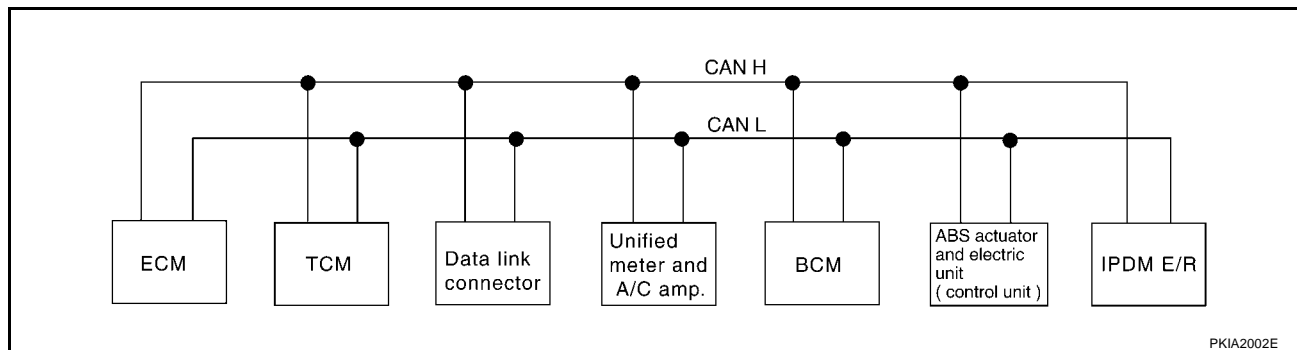 CAN H
CAN L
ECM
TCM
Data link
connector
Unified
meter and
A/C amp.
BCM
ABS actuator
and electric
unit
( control unit )
IPDM E/R
PKIA2002E